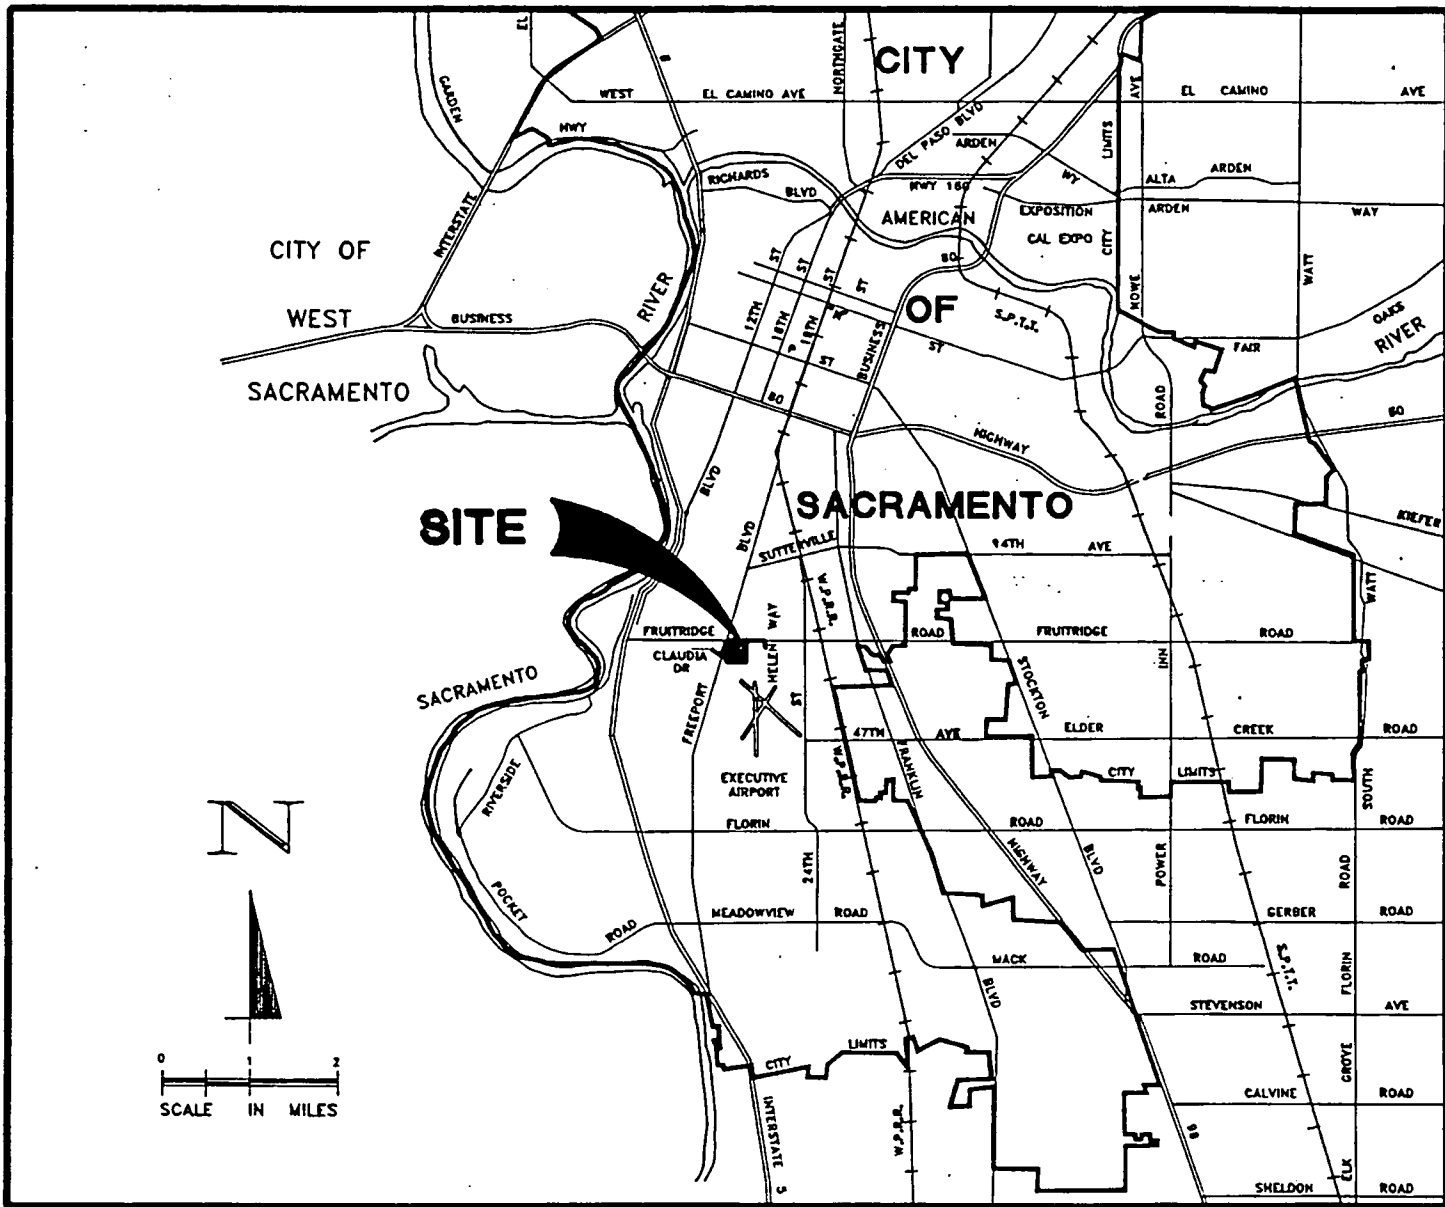 EL
NORTHGATE
CITY
GARDEN
WEST EL CAMINO AVE
EL CAMINO AVE
HWY
DEL PASO BLVD
ARDEN
LIMITS
AVE
RICHARDS
BLVD
HWY 160
WY
ALTA
ARDEN
AMERICAN
EXPOSITION
ARDEN
WAY
CAL EXPO
CITY
CITY OF
INTERSTATE
ST
ST
ST
ST
80
HOWE
WATT
WEST
BUSINESS
RIVER
12TH
16TH
19TH
BUSINESS
OF
S.P.T.T.
ST
OAKS
RIVER
FAIR
P
ST
SACRAMENTO
80
ROAD
50
HIGHWAY
BLVD
SITE
SACRAMENTO
BLVD
SUTTERVILLE
14TH AVE
KIEFER
W.P.R.R.
WATT
FRUITRIDGE
ROAD
FRUITRIDGE
ROAD
CLAUDIA
DR
HELEN WAY
INN
STOCKTON
SACRAMENTO
FREEPORT
ST
47TH AVE
ELDER
CREEK
ROAD
W.P.R.R.
FRANKLIN
EXECUTIVE
AIRPORT
CITY
LIMITS
SOUTH
RIVERSIDE
FLORIN
ROAD
FLORIN
ROAD
N
HIGHWAY
BLVD
POWER
24TH
ROAD
POCKET
ROAD
MEADOWVIEW
ROAD
GERBER
ROAD
MACK
ROAD
S.P.T.T.
FLORIN
BLVD
STEVENSON
AVE
0 1 2
SCALE IN MILES
CITY
LIMITS
GROVE
CALVINE
ROAD
INTERSTATE 5
W.P.R.R.
99
ELK
SHELDON
ROAD